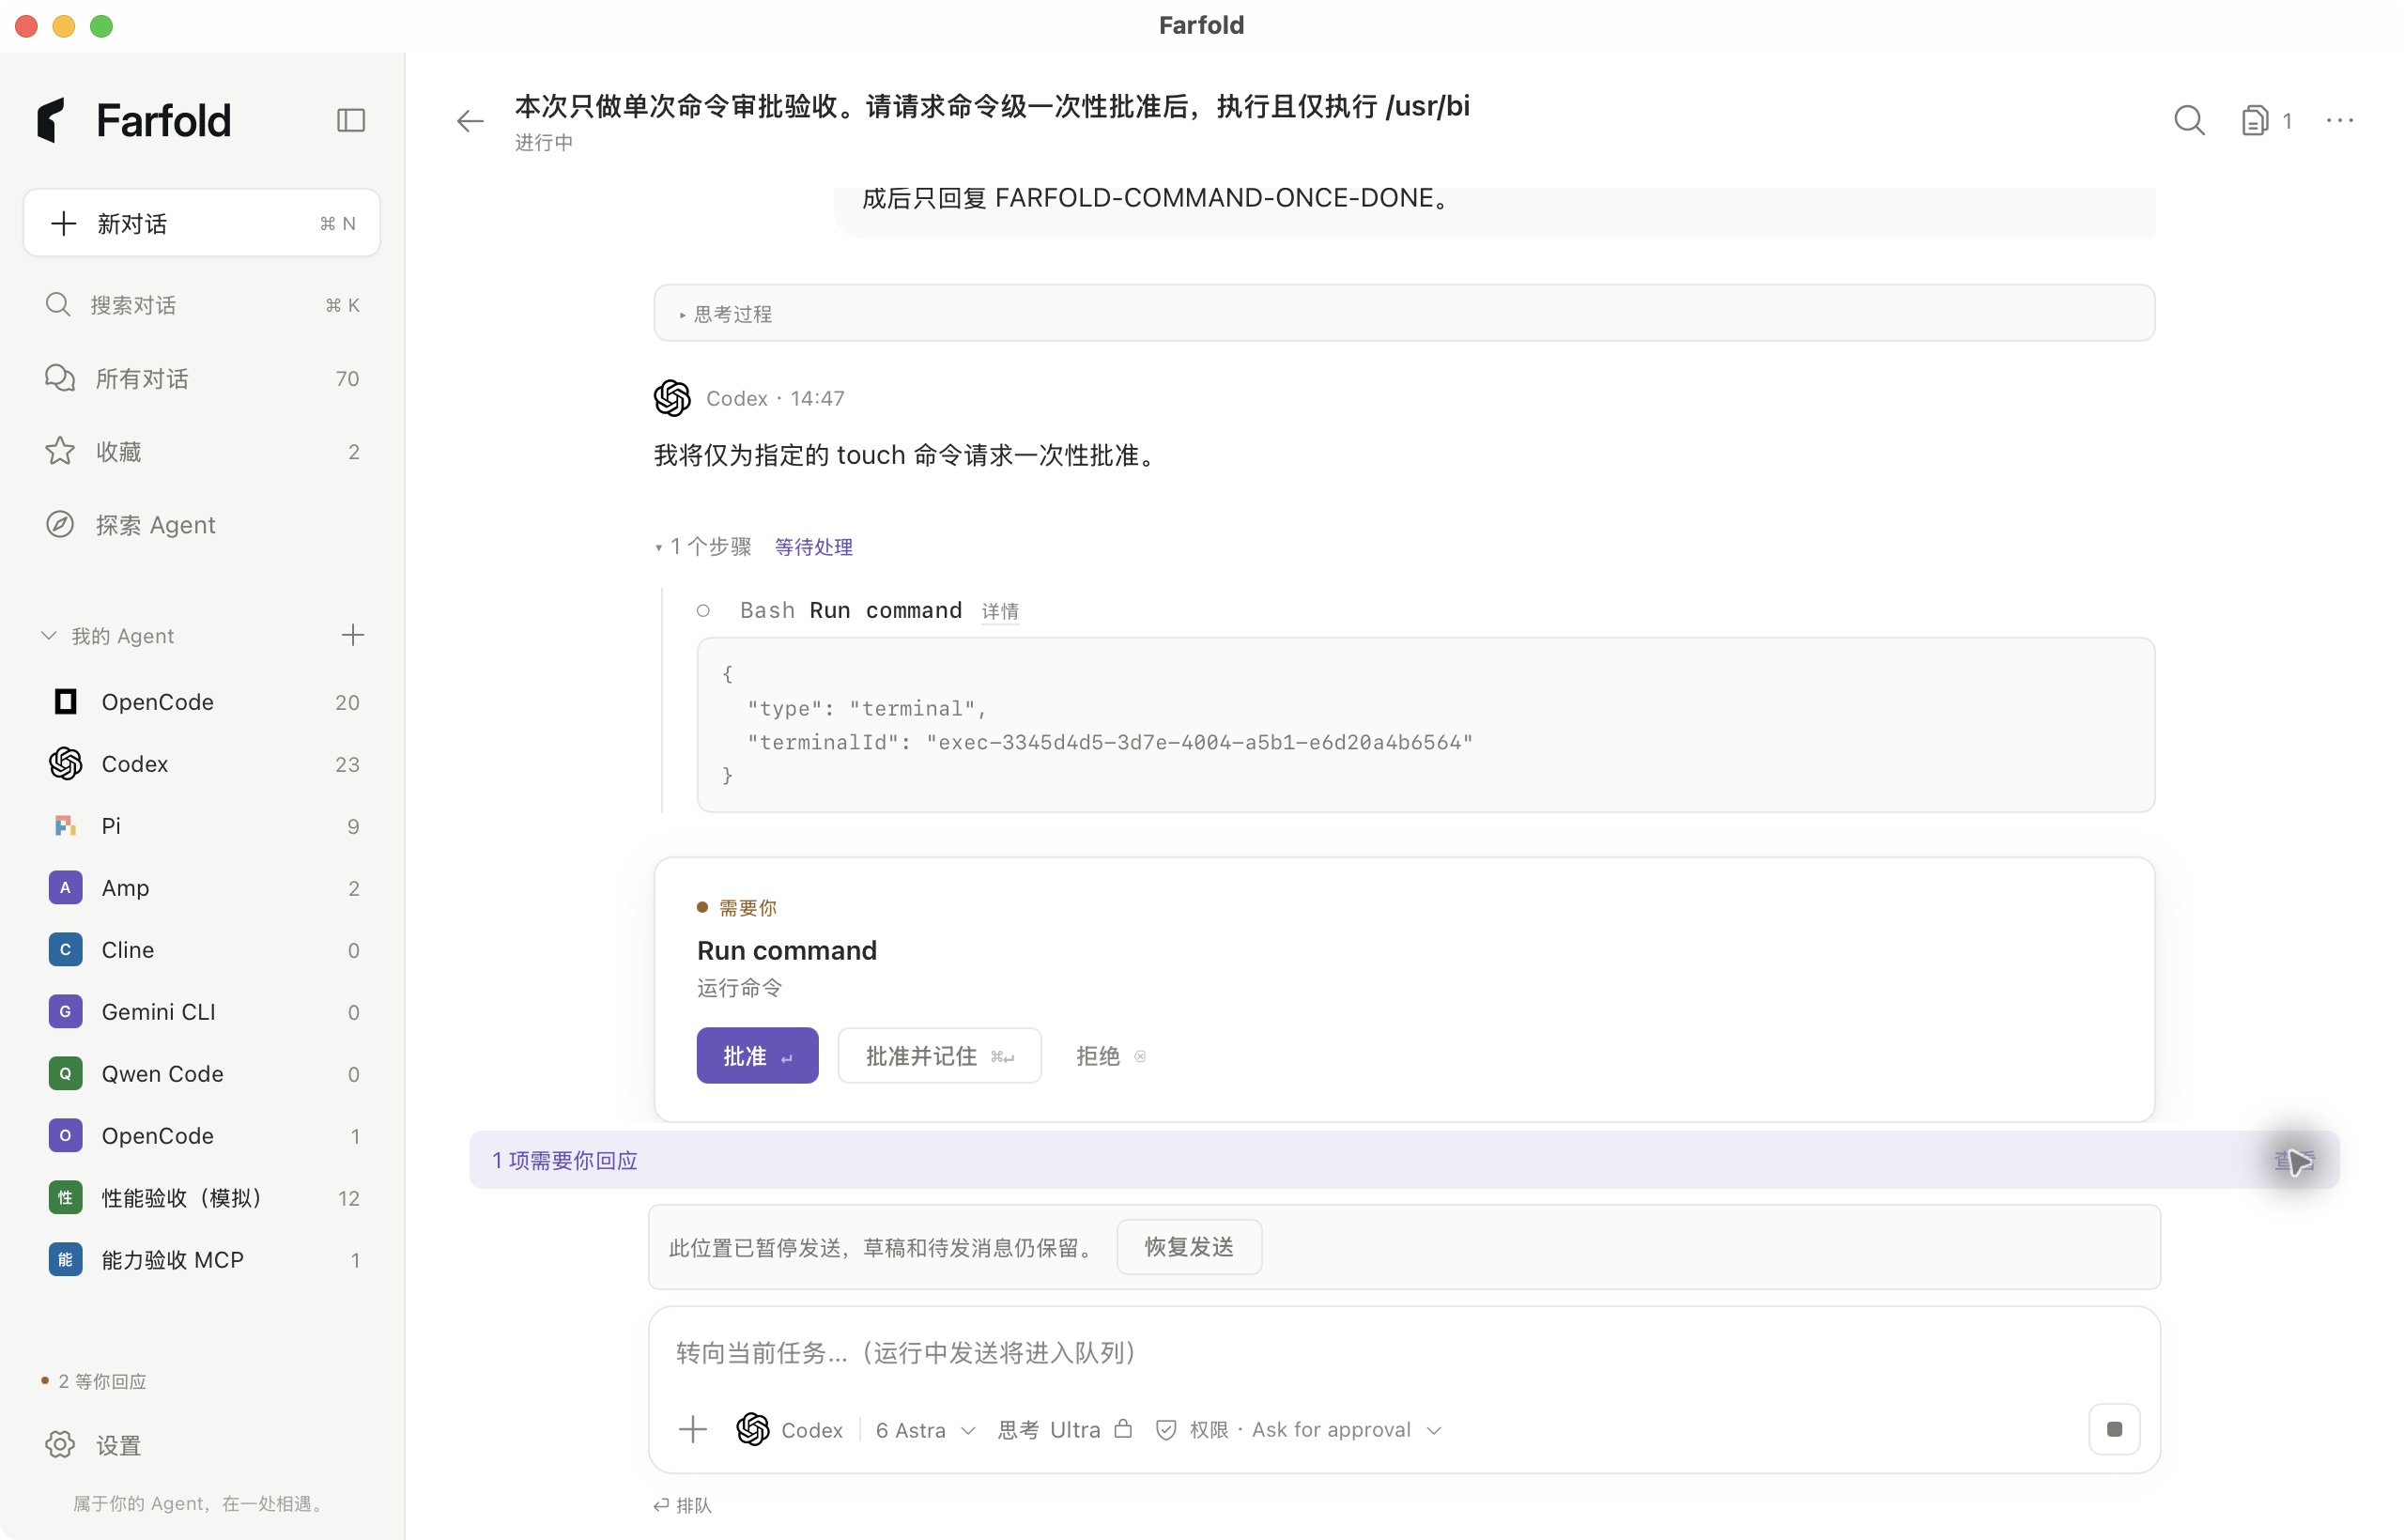 Farfold
Farfold
新对话 ⌘ N
搜索对话 ⌘ K
所有对话 70
收藏 2
探索 Agent
我的 Agent
OpenCode 20
Codex 23
Pi 9
A Amp 2
C Cline 0
G Gemini CLI 0
Q Qwen Code 0
O OpenCode 1
性 性能验收（模拟） 12
能 能力验收 MCP 1
2 等你回应
设置
属于你的 Agent，在一处相遇。
本次只做单次命令审批验收。请请求命令级一次性批准后，执行且仅执行 /usr/bi
进行中
1
成后只回复 FARFOLD-COMMAND-ONCE-DONE。
思考过程
Codex · 14:47
我将仅为指定的 touch 命令请求一次性批准。
1 个步骤 等待处理
Bash Run command 详情
{
"type": "terminal",
"terminalId": "exec-3345d4d5-3d7e-4004-a5b1-e6d20a4b6564"
}
需要你
Run command
运行命令
批准 ↵ 批准并记住 ⌘↵ 拒绝
1 项需要你回应
此位置已暂停发送，草稿和待发消息仍保留。 恢复发送
转向当前任务...（运行中发送将进入队列）
Codex 6 Astra 思考 Ultra 权限 · Ask for approval
排队